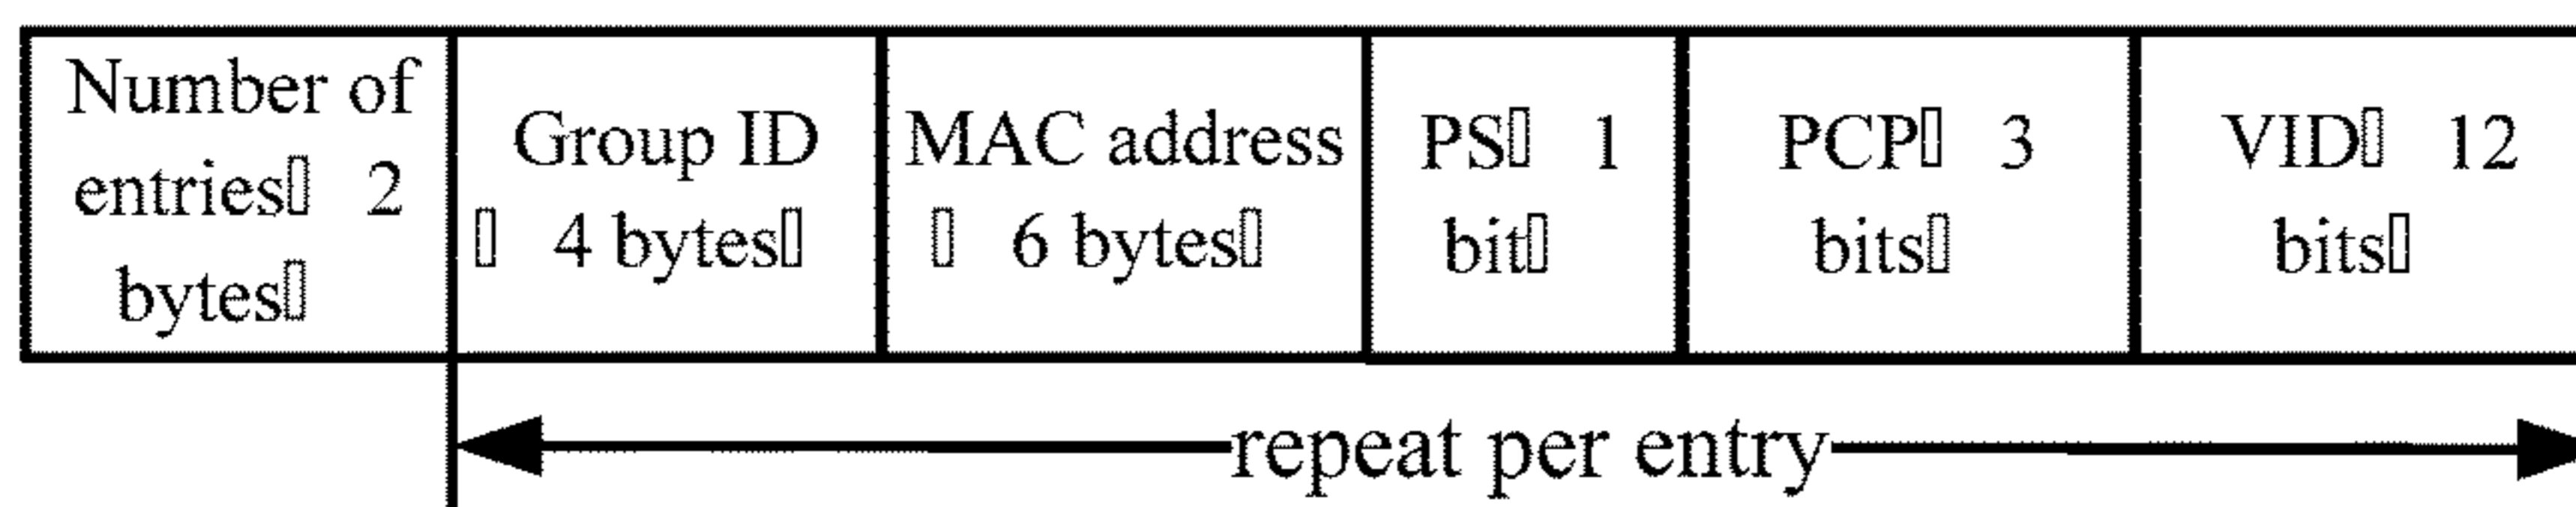 Number of
entries▯ 2
bytes▯
Group ID
▯ 4 bytes▯
MAC address
▯ 6 bytes▯
PS▯ 1
bit▯
PCP▯ 3
bits▯
VID▯ 12
bits▯
repeat per entry